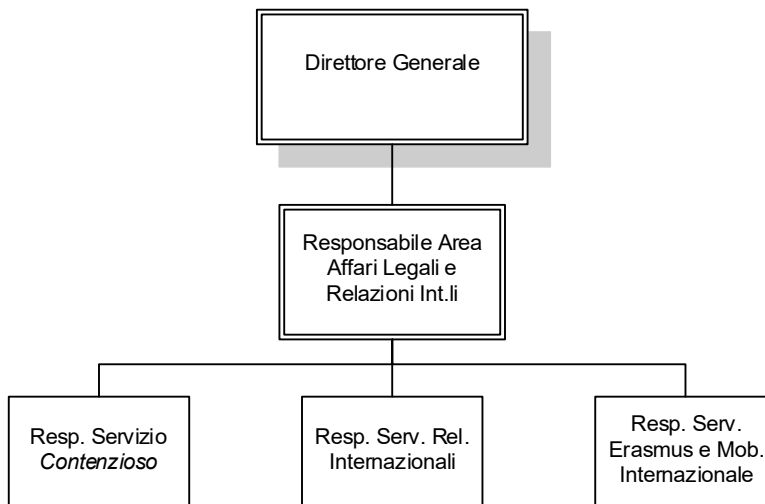 Direttore Generale
Responsabile Area
Affari Legali e
Relazioni Int.li
Resp. Servizio
Contenzioso
Resp. Serv. Rel.
Internazionali
Resp. Serv.
Erasmus e Mob.
Internazionale